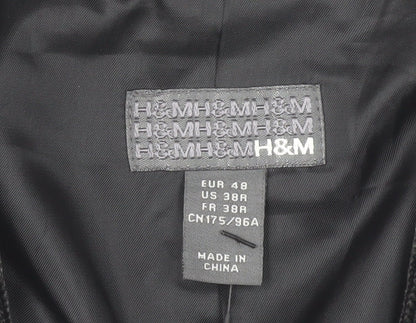 H&MH&MH&M
H&MH&MH&M
H&MH&MH&M
EUR 48
US 38R
FR 38R
CN175/96A
MADE IN
CHINA